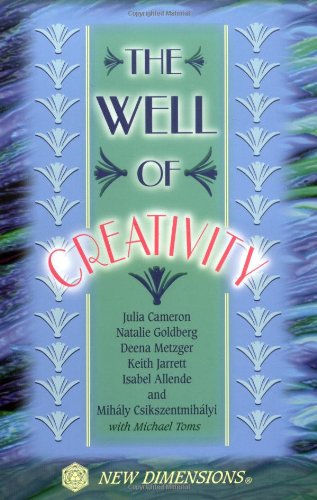 THE
WELL
OF
CREATIVITY
Julia Cameron
Natalie Goldberg
Deena Metzger
Keith Jarrett
Isabel Allende
and
Mihály Csikszentmihályi
with Michael Toms
NEW DIMENSIONS®